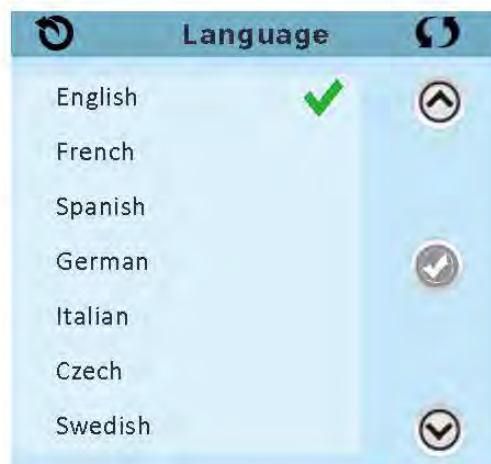 Language
English
French
Spanish
German
Italian
Czech
Swedish